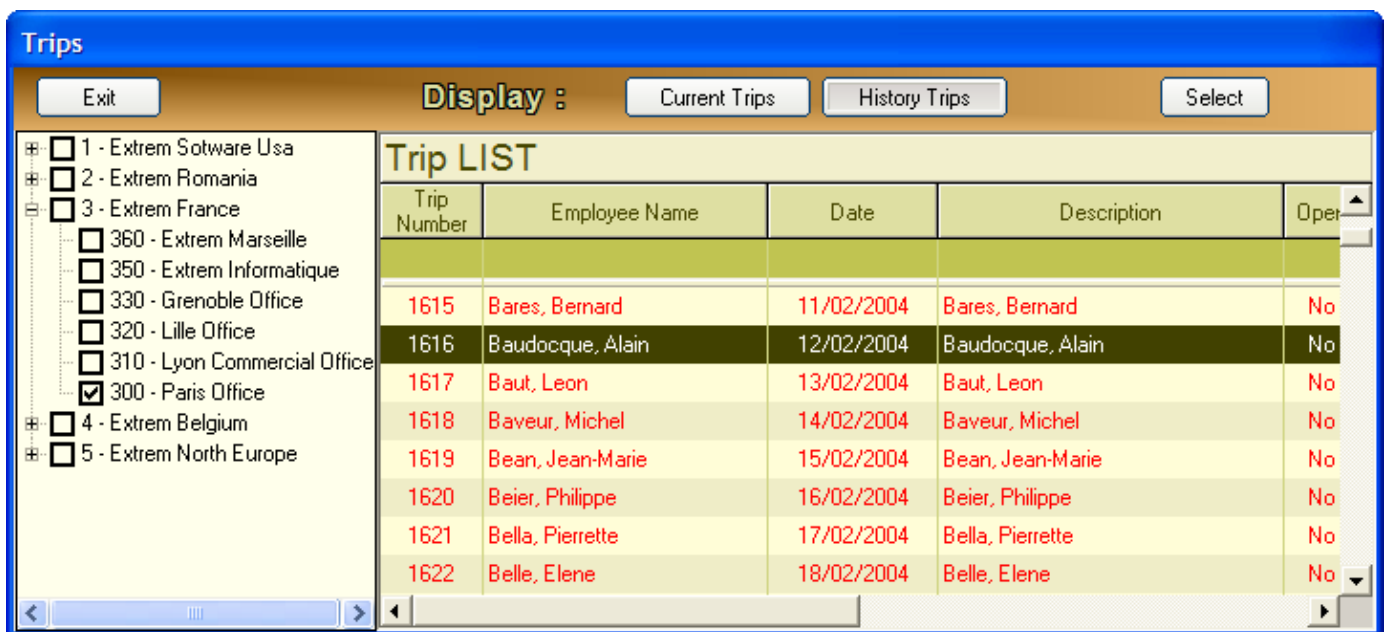 Trips
Exit Display : Current Trips History Trips Select
1 - Extrem Sotware Usa
2 - Extrem Romania
3 - Extrem France
360 - Extrem Marseille
350 - Extrem Informatique
330 - Grenoble Office
320 - Lille Office
310 - Lyon Commercial Office
300 - Paris Office
4 - Extrem Belgium
5 - Extrem North Europe
Trip LIST
Trip Number Employee Name Date Description Oper
1615 Bares, Bernard 11/02/2004 Bares, Bernard No
1616 Baudocque, Alain 12/02/2004 Baudocque, Alain No
1617 Baut, Leon 13/02/2004 Baut, Leon No
1618 Baveur, Michel 14/02/2004 Baveur, Michel No
1619 Bean, Jean-Marie 15/02/2004 Bean, Jean-Marie No
1620 Beier, Philippe 16/02/2004 Beier, Philippe No
1621 Bella, Pierrette 17/02/2004 Bella, Pierrette No
1622 Belle, Elene 18/02/2004 Belle, Elene No